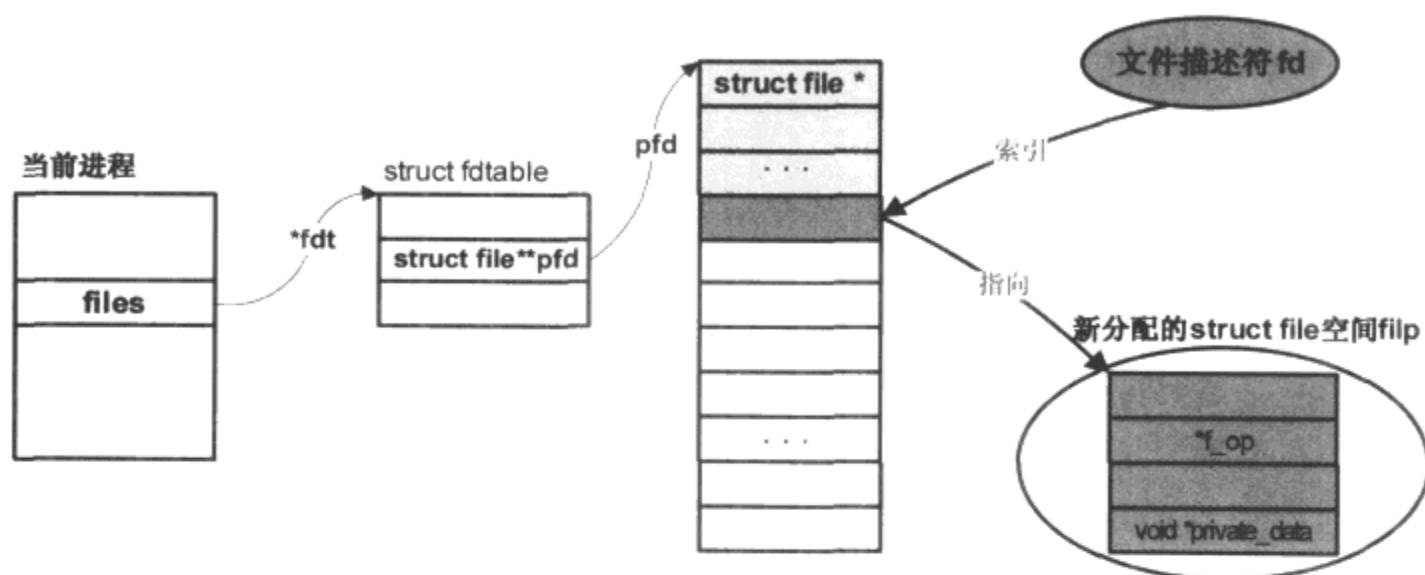 当前进程
files
*fdt
struct fdtable
struct file**pfd
pfd
struct file *
...
...
文件描述符 fd
索引
指向
新分配的struct file空间filp
*f_op
void *private_data